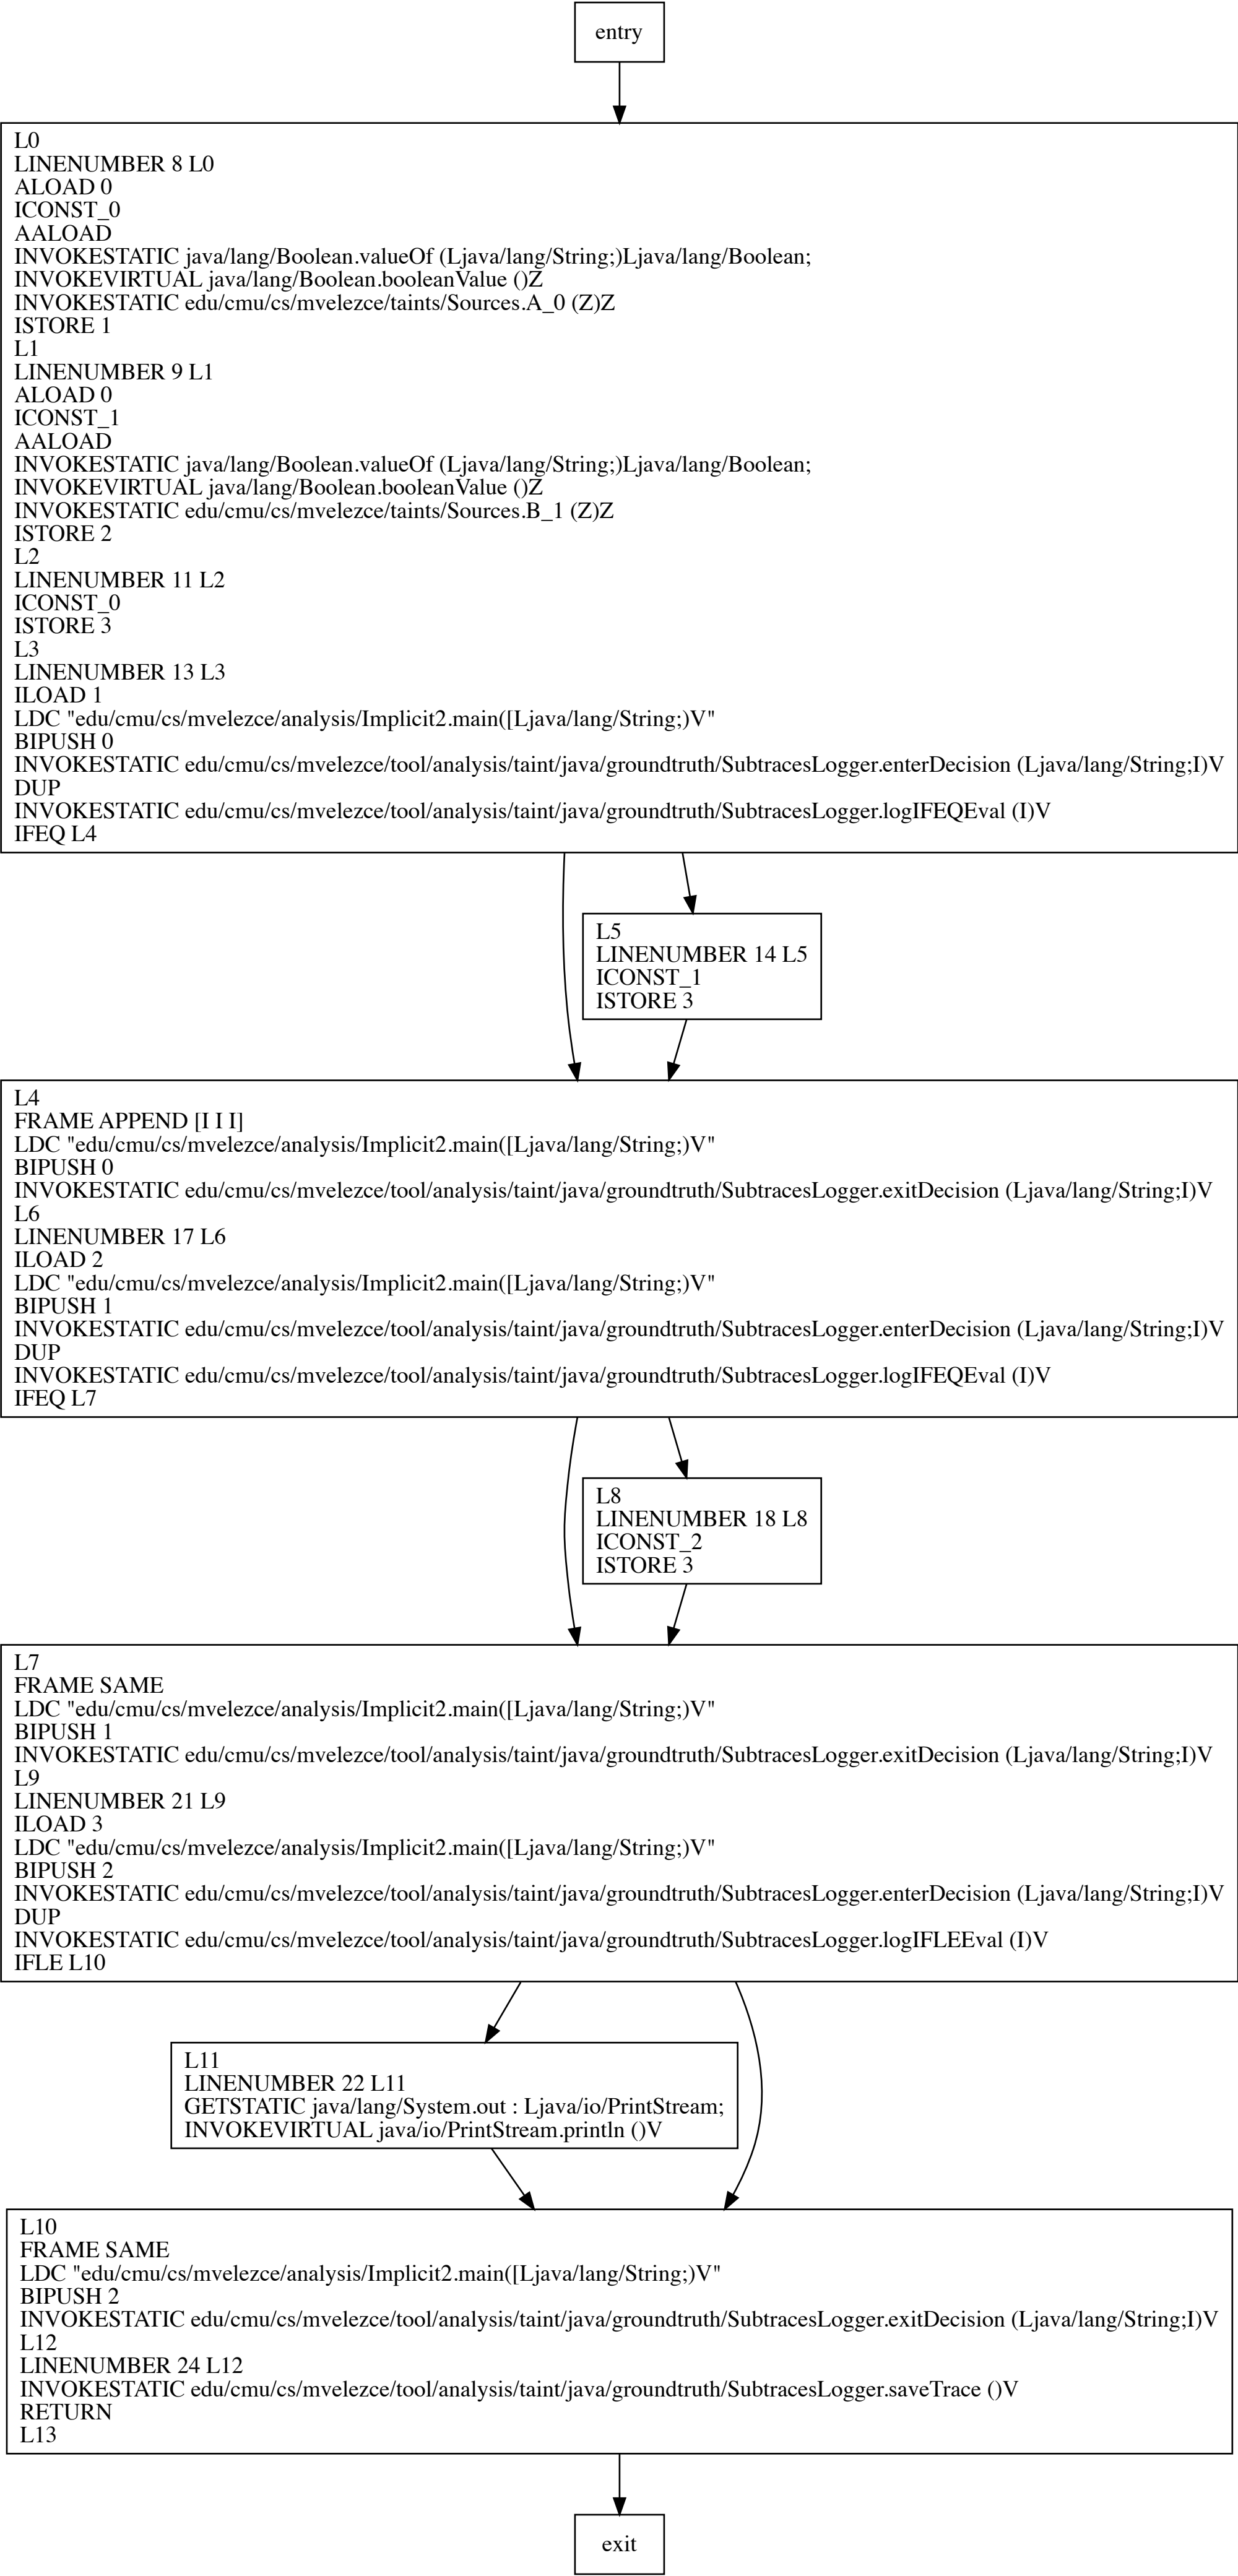 entry
L0
LINENUMBER 8 L0
ALOAD 0
ICONST_0
AALOAD
INVOKESTATIC java/lang/Boolean.valueOf (Ljava/lang/String;)Ljava/lang/Boolean;
INVOKEVIRTUAL java/lang/Boolean.booleanValue ()Z
INVOKESTATIC edu/cmu/cs/mvelezce/taints/Sources.A_0 (Z)Z
ISTORE 1
L1
LINENUMBER 9 L1
ALOAD 0
ICONST_1
AALOAD
INVOKESTATIC java/lang/Boolean.valueOf (Ljava/lang/String;)Ljava/lang/Boolean;
INVOKEVIRTUAL java/lang/Boolean.booleanValue ()Z
INVOKESTATIC edu/cmu/cs/mvelezce/taints/Sources.B_1 (Z)Z
ISTORE 2
L2
LINENUMBER 11 L2
ICONST_0
ISTORE 3
L3
LINENUMBER 13 L3
ILOAD 1
LDC "edu/cmu/cs/mvelezce/analysis/Implicit2.main([Ljava/lang/String;)V"
BIPUSH 0
INVOKESTATIC edu/cmu/cs/mvelezce/tool/analysis/taint/java/groundtruth/SubtracesLogger.enterDecision (Ljava/lang/String;I)V
DUP
INVOKESTATIC edu/cmu/cs/mvelezce/tool/analysis/taint/java/groundtruth/SubtracesLogger.logIFEQEval (I)V
IFEQ L4
L5
LINENUMBER 14 L5
ICONST_1
ISTORE 3
L4
FRAME APPEND [I I I]
LDC "edu/cmu/cs/mvelezce/analysis/Implicit2.main([Ljava/lang/String;)V"
BIPUSH 0
INVOKESTATIC edu/cmu/cs/mvelezce/tool/analysis/taint/java/groundtruth/SubtracesLogger.exitDecision (Ljava/lang/String;I)V
L6
LINENUMBER 17 L6
ILOAD 2
LDC "edu/cmu/cs/mvelezce/analysis/Implicit2.main([Ljava/lang/String;)V"
BIPUSH 1
INVOKESTATIC edu/cmu/cs/mvelezce/tool/analysis/taint/java/groundtruth/SubtracesLogger.enterDecision (Ljava/lang/String;I)V
DUP
INVOKESTATIC edu/cmu/cs/mvelezce/tool/analysis/taint/java/groundtruth/SubtracesLogger.logIFEQEval (I)V
IFEQ L7
L8
LINENUMBER 18 L8
ICONST_2
ISTORE 3
L7
FRAME SAME
LDC "edu/cmu/cs/mvelezce/analysis/Implicit2.main([Ljava/lang/String;)V"
BIPUSH 1
INVOKESTATIC edu/cmu/cs/mvelezce/tool/analysis/taint/java/groundtruth/SubtracesLogger.exitDecision (Ljava/lang/String;I)V
L9
LINENUMBER 21 L9
ILOAD 3
LDC "edu/cmu/cs/mvelezce/analysis/Implicit2.main([Ljava/lang/String;)V"
BIPUSH 2
INVOKESTATIC edu/cmu/cs/mvelezce/tool/analysis/taint/java/groundtruth/SubtracesLogger.enterDecision (Ljava/lang/String;I)V
DUP
INVOKESTATIC edu/cmu/cs/mvelezce/tool/analysis/taint/java/groundtruth/SubtracesLogger.logIFLEEval (I)V
IFLE L10
L11
LINENUMBER 22 L11
GETSTATIC java/lang/System.out : Ljava/io/PrintStream;
INVOKEVIRTUAL java/io/PrintStream.println ()V
L10
FRAME SAME
LDC "edu/cmu/cs/mvelezce/analysis/Implicit2.main([Ljava/lang/String;)V"
BIPUSH 2
INVOKESTATIC edu/cmu/cs/mvelezce/tool/analysis/taint/java/groundtruth/SubtracesLogger.exitDecision (Ljava/lang/String;I)V
L12
LINENUMBER 24 L12
INVOKESTATIC edu/cmu/cs/mvelezce/tool/analysis/taint/java/groundtruth/SubtracesLogger.saveTrace ()V
RETURN
L13
exit